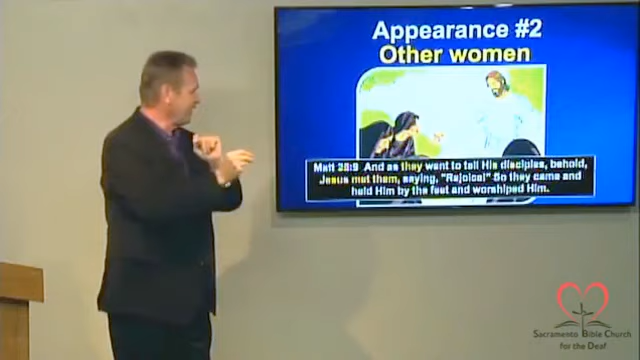 Appearance #2
Other women
Matt 28:9 And as they went to tell His disciples, behold,
Jesus met them, saying, "Rejoice!" So they came and
held Him by the feet and worshiped Him.
Sacramento Bible Church
for the Deaf